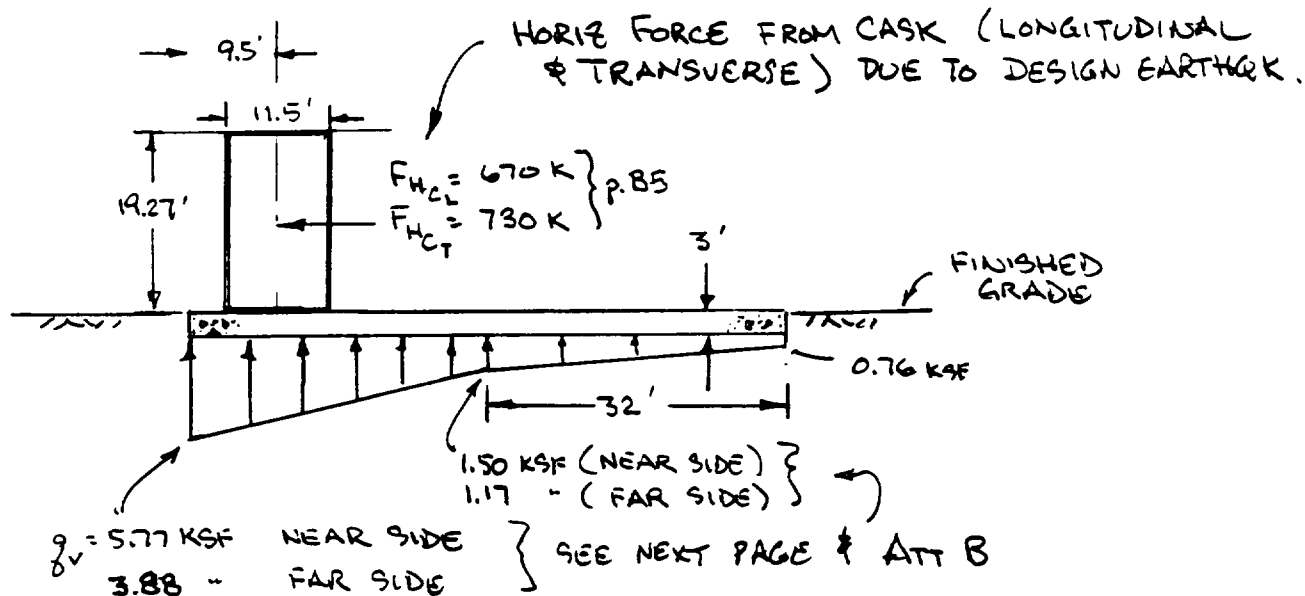 HORIZ FORCE FROM CASK (LONGITUDINAL
& TRANSVERSE) DUE TO DESIGN EARTHQK.
9.5'
11.5'
19.27'
F_HCL = 670 K
F_HCT = 730 K
} p.B5
3'
FINISHED
GRADE
0.76 KSF
32'
1.50 KSF (NEAR SIDE)
1.17 " (FAR SIDE)
qv = 5.77 KSF NEAR SIDE
3.88 " FAR SIDE
} SEE NEXT PAGE & ATT B